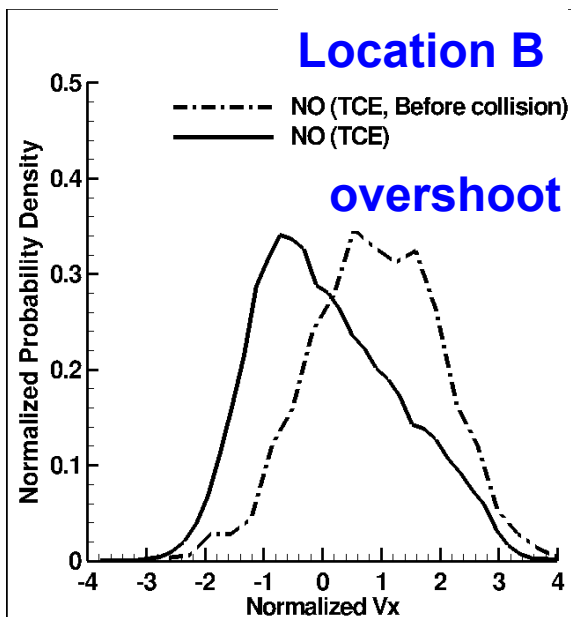 Location B
0.5
NO (TCE, Before collision)
NO (TCE)
0.4
overshoot
Normalized Probability Density
0.3
0.2
0.1
0
-4 -3 -2 -1 0 1 2 3 4
Normalized Vx